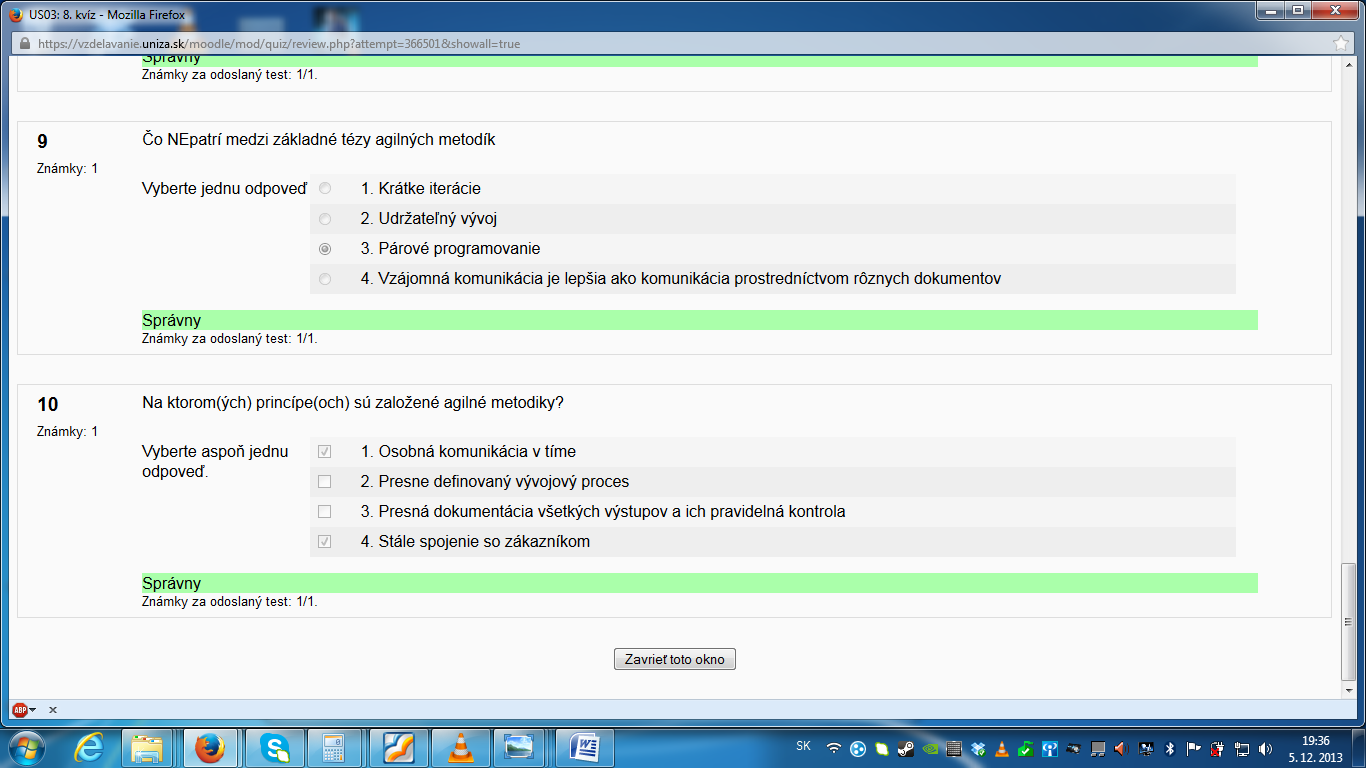 US03: 8. kvíz - Mozilla Firefox
https://vzdelavanie.uniza.sk/moodle/mod/quiz/review.php?attempt=366501&showall=true
Správny
Známky za odoslaný test: 1/1.
9
Čo NEpatrí medzi základné tézy agilných metodík
Známky: 1
Vyberte jednu odpoveď
1. Krátke iterácie
2. Udržateľný vývoj
3. Párové programovanie
4. Vzájomná komunikácia je lepšia ako komunikácia prostredníctvom rôznych dokumentov
Správny
Známky za odoslaný test: 1/1.
10
Na ktorom(ých) princípe(och) sú založené agilné metodiky?
Známky: 1
Vyberte aspoň jednu
odpoveď.
1. Osobná komunikácia v tíme
2. Presne definovaný vývojový proces
3. Presná dokumentácia všetkých výstupov a ich pravidelná kontrola
4. Stále spojenie so zákazníkom
Správny
Známky za odoslaný test: 1/1.
Zavrieť toto okno
ABP
SK
19:36
5. 12. 2013